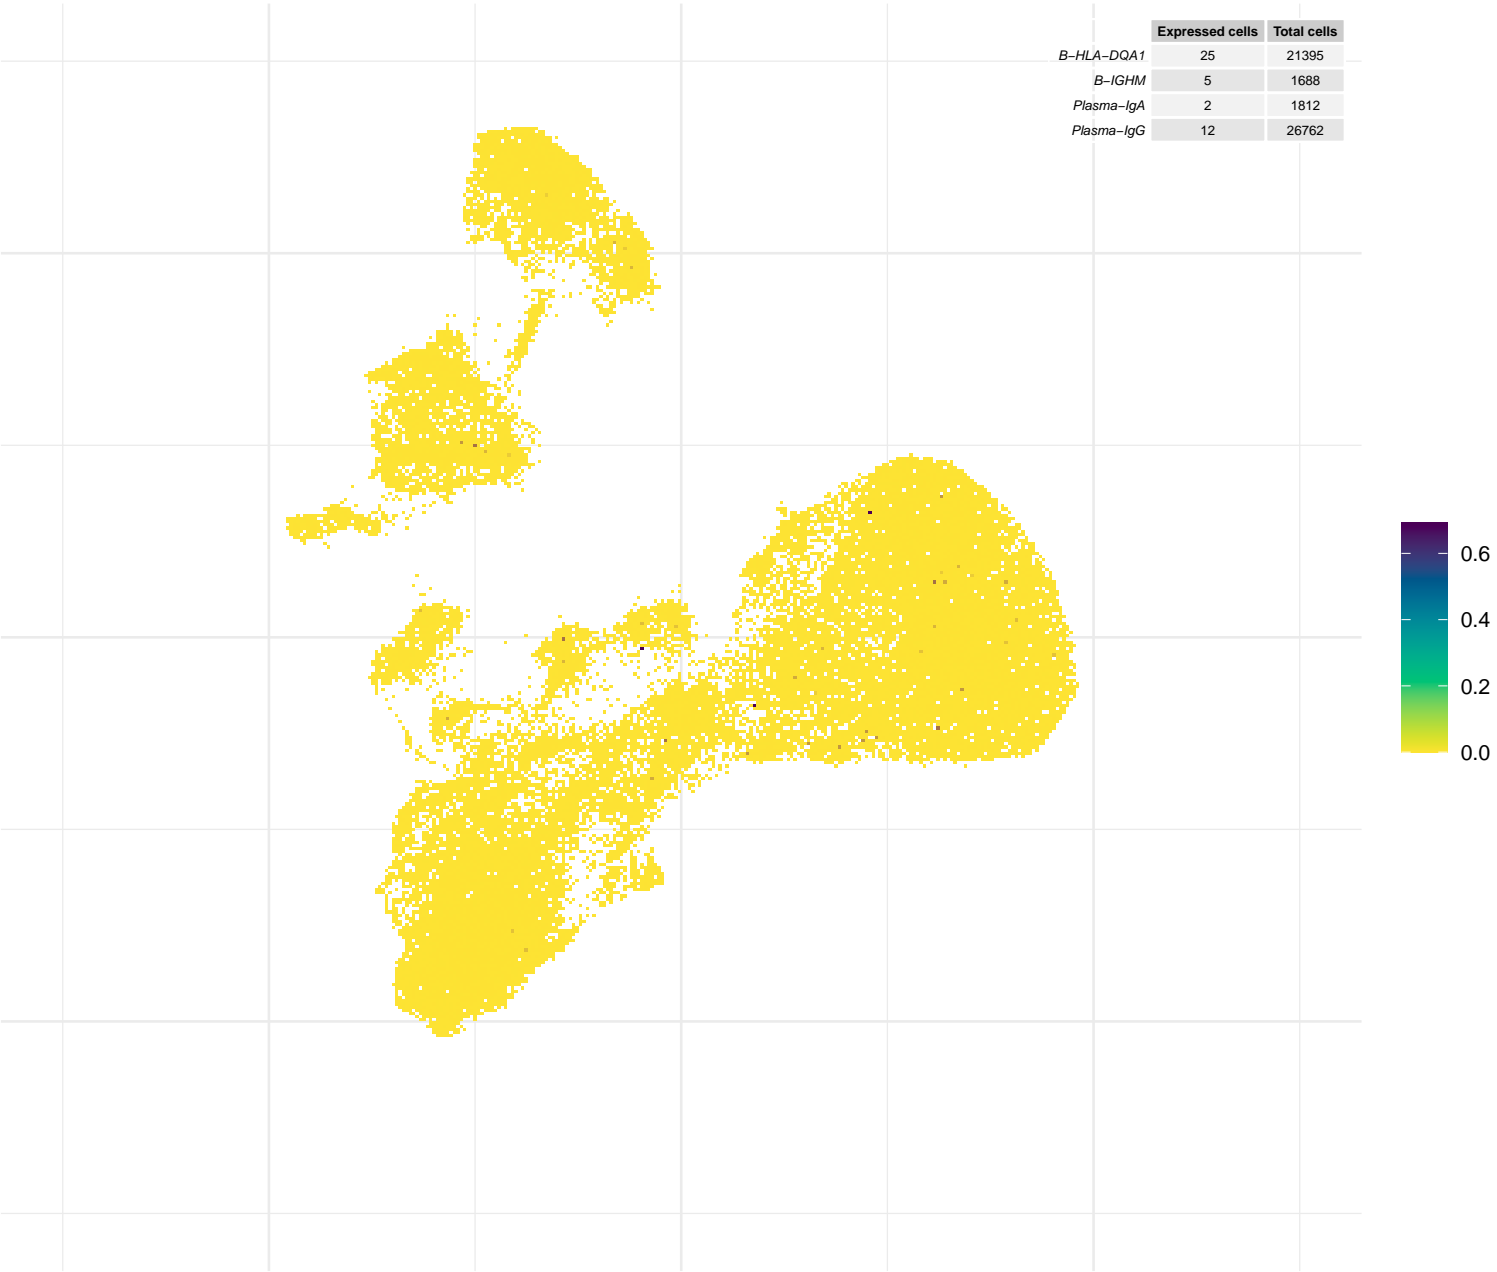 Expressed cells Total cells
B−HLA−DQA1 25 21395
B−IGHM 5 1688
Plasma−IgA 2 1812
Plasma−IgG 12 26762
0.6
0.4
0.2
0.0